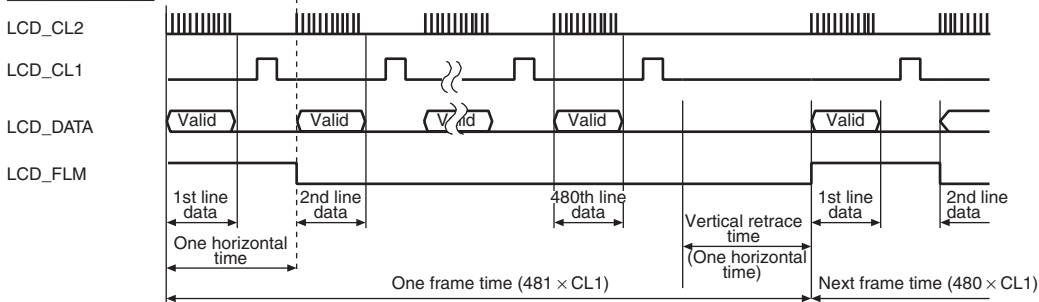 LCD_CL2
LCD_CL1
LCD_DATA
Valid
Valid
Valid
Valid
Valid
LCD_FLM
1st line
data
2nd line
data
480th line
data
1st line
data
2nd line
data
One horizontal
time
Vertical retrace
time
(One horizontal
time)
One frame time (481 × CL1)
Next frame time (480 × CL1)